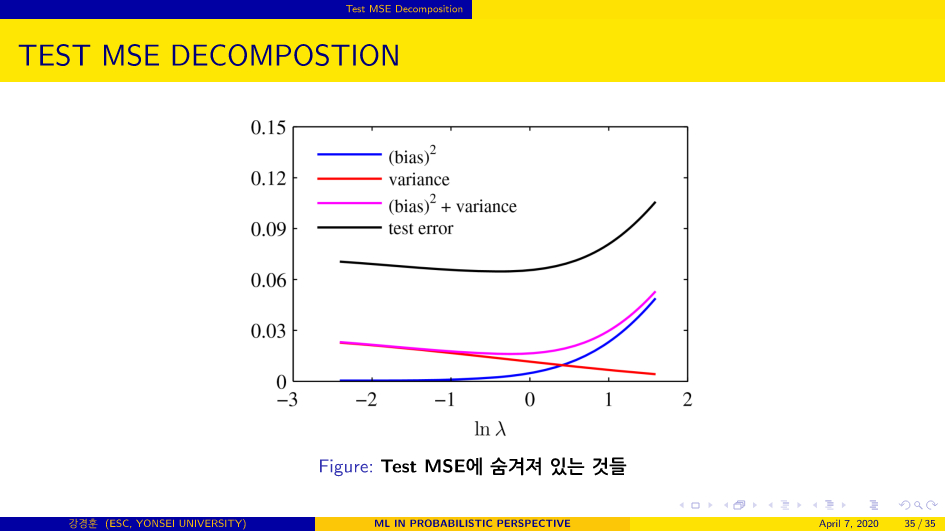 Test MSE Decomposition
TEST MSE DECOMPOSTION
0.15
0.12
0.09
0.06
0.03
0
(bias)²
variance
(bias)² + variance
test error
−3 −2 −1 0 1 2
ln λ
Figure: Test MSE에 숨겨져 있는 것들
강경훈 (ESC, YONSEI UNIVERSITY) ML IN PROBABILISTIC PERSPECTIVE April 7, 2020 35 / 35